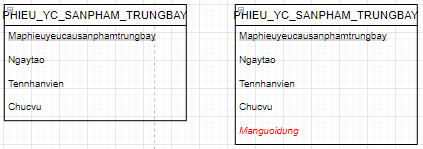 PHIEU_YC_SANPHAM_TRUNGBAY
Maphieuyeucausanphamtrungbay
Ngaytao
Tennhanvien
Chucvu
PHIEU_YC_SANPHAM_TRUNGBAY
Maphieuyeucausanphamtrungbay
Ngaytao
Tennhanvien
Chucvu
Manguoidung